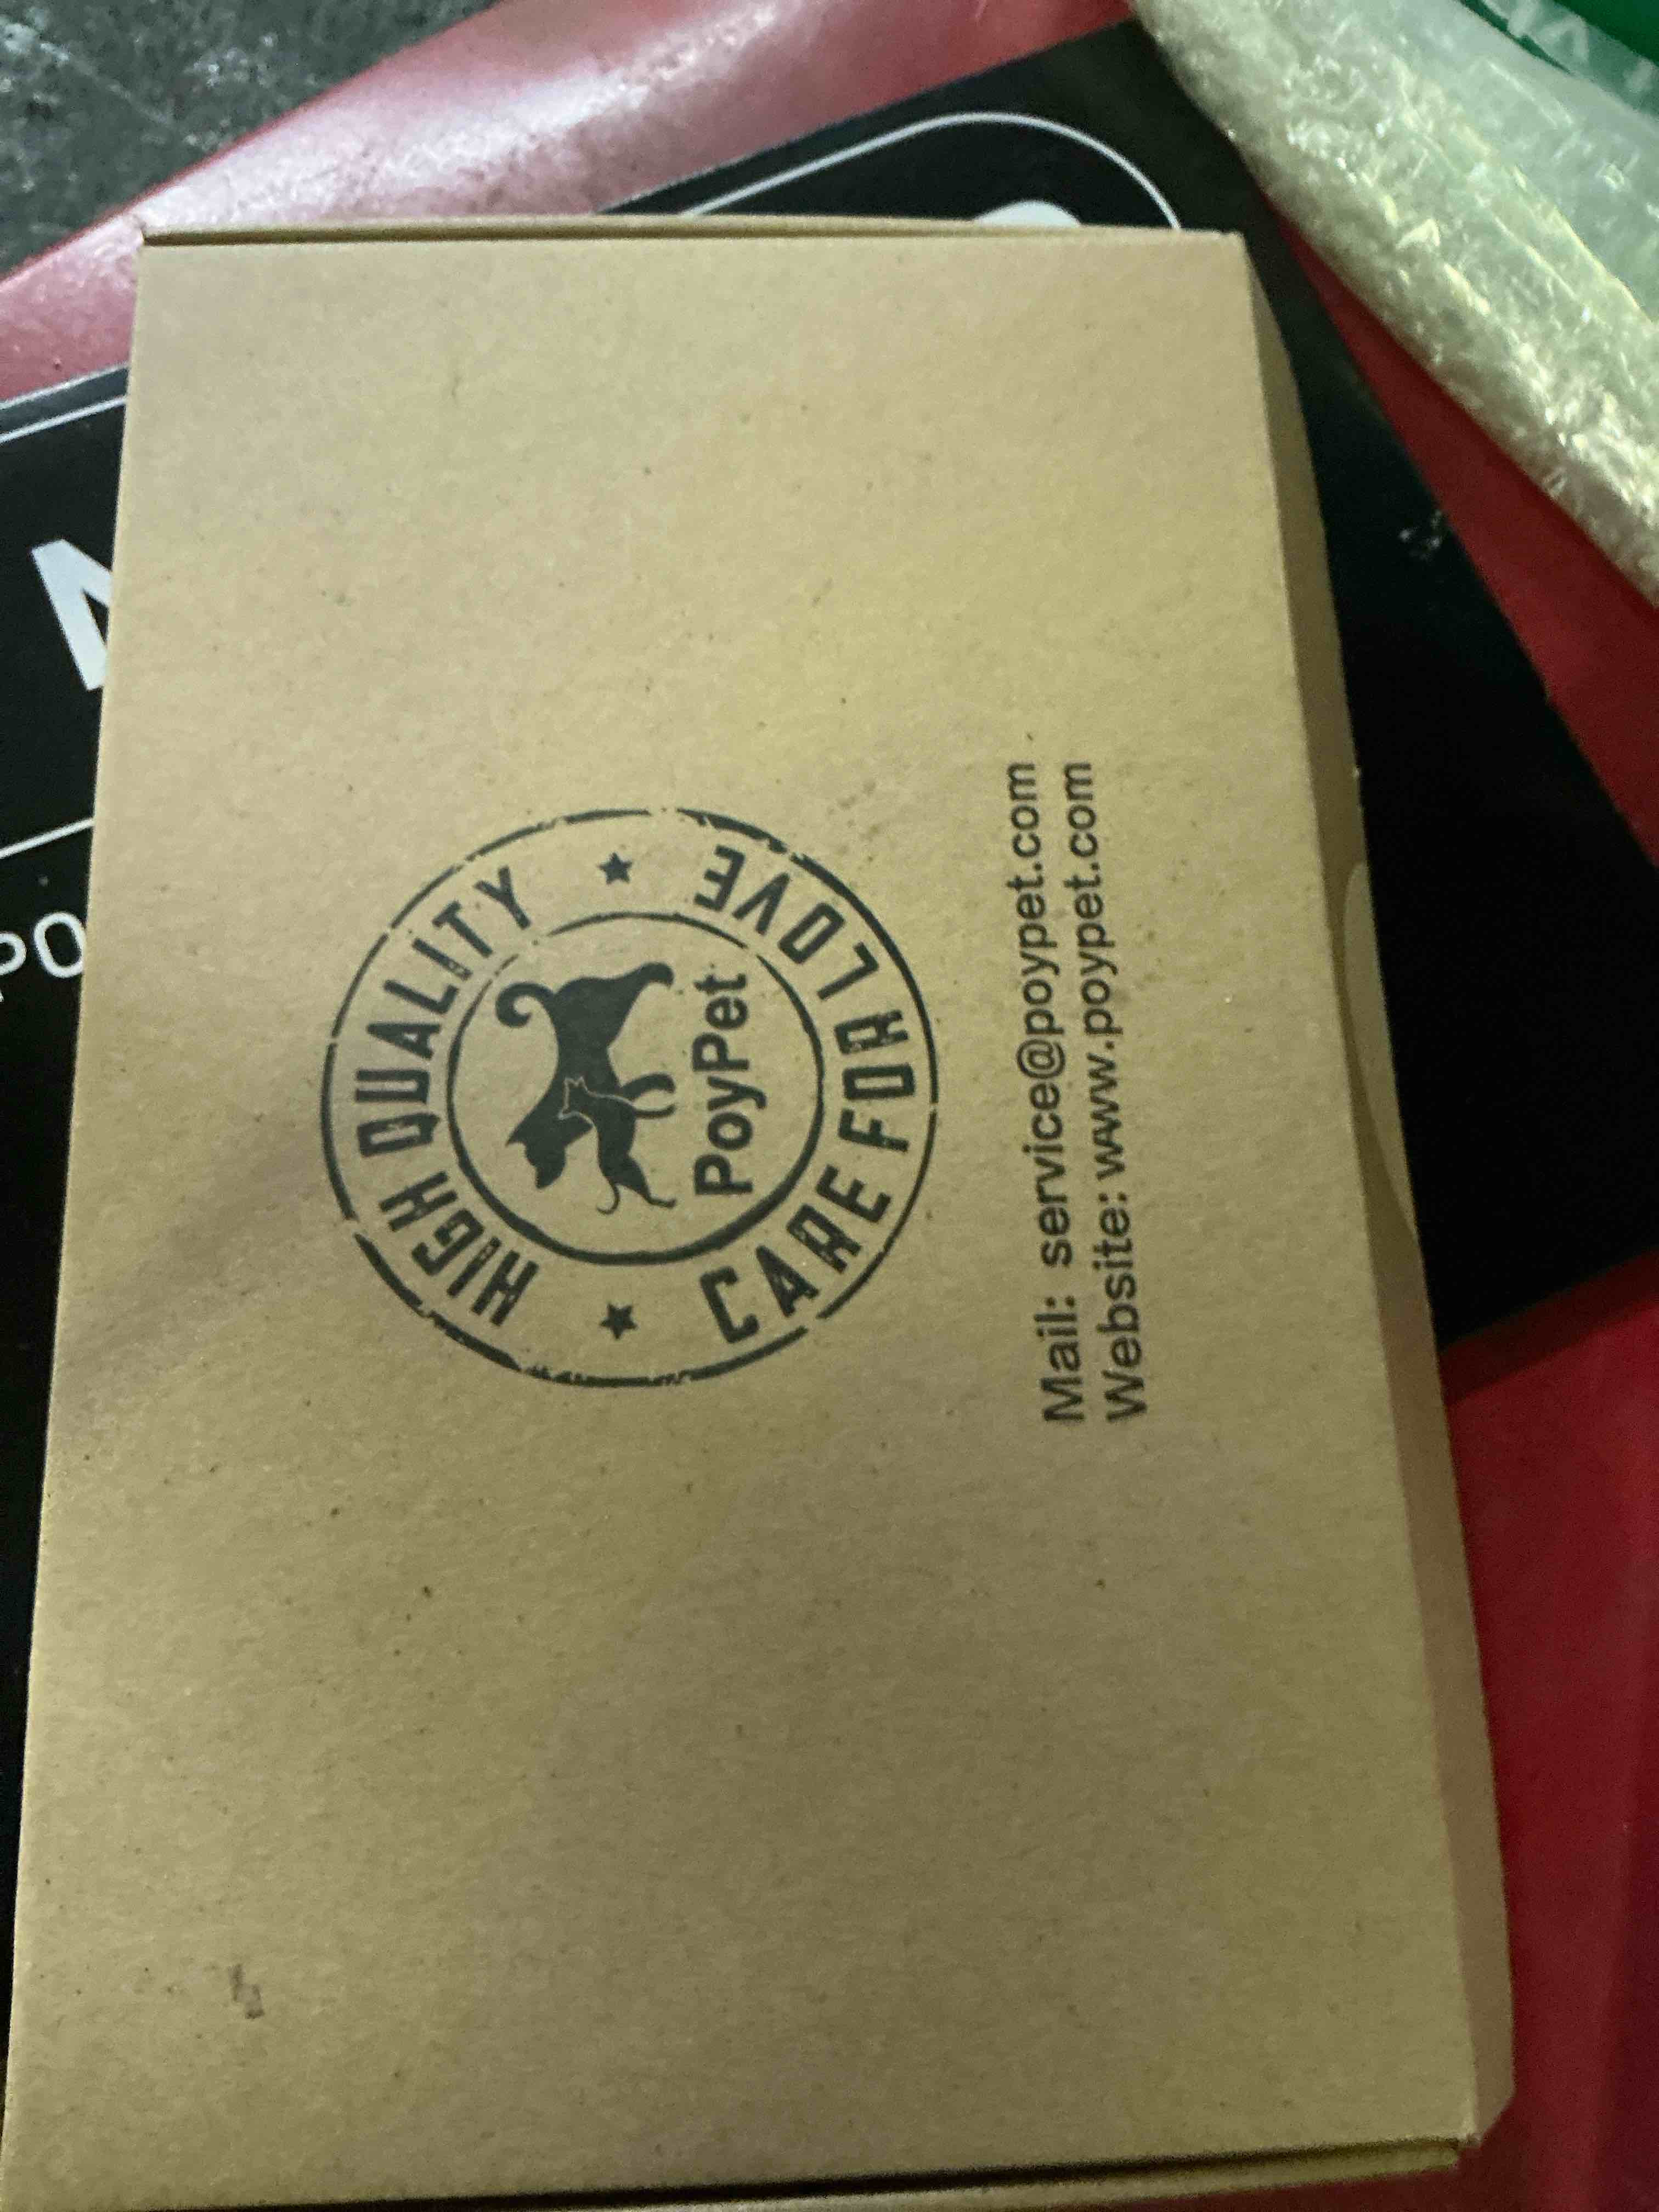 HIGH QUALITY
PoyPet
CARE FOR LOVE
Mail: service@poypet.com
Website: www.poypet.com